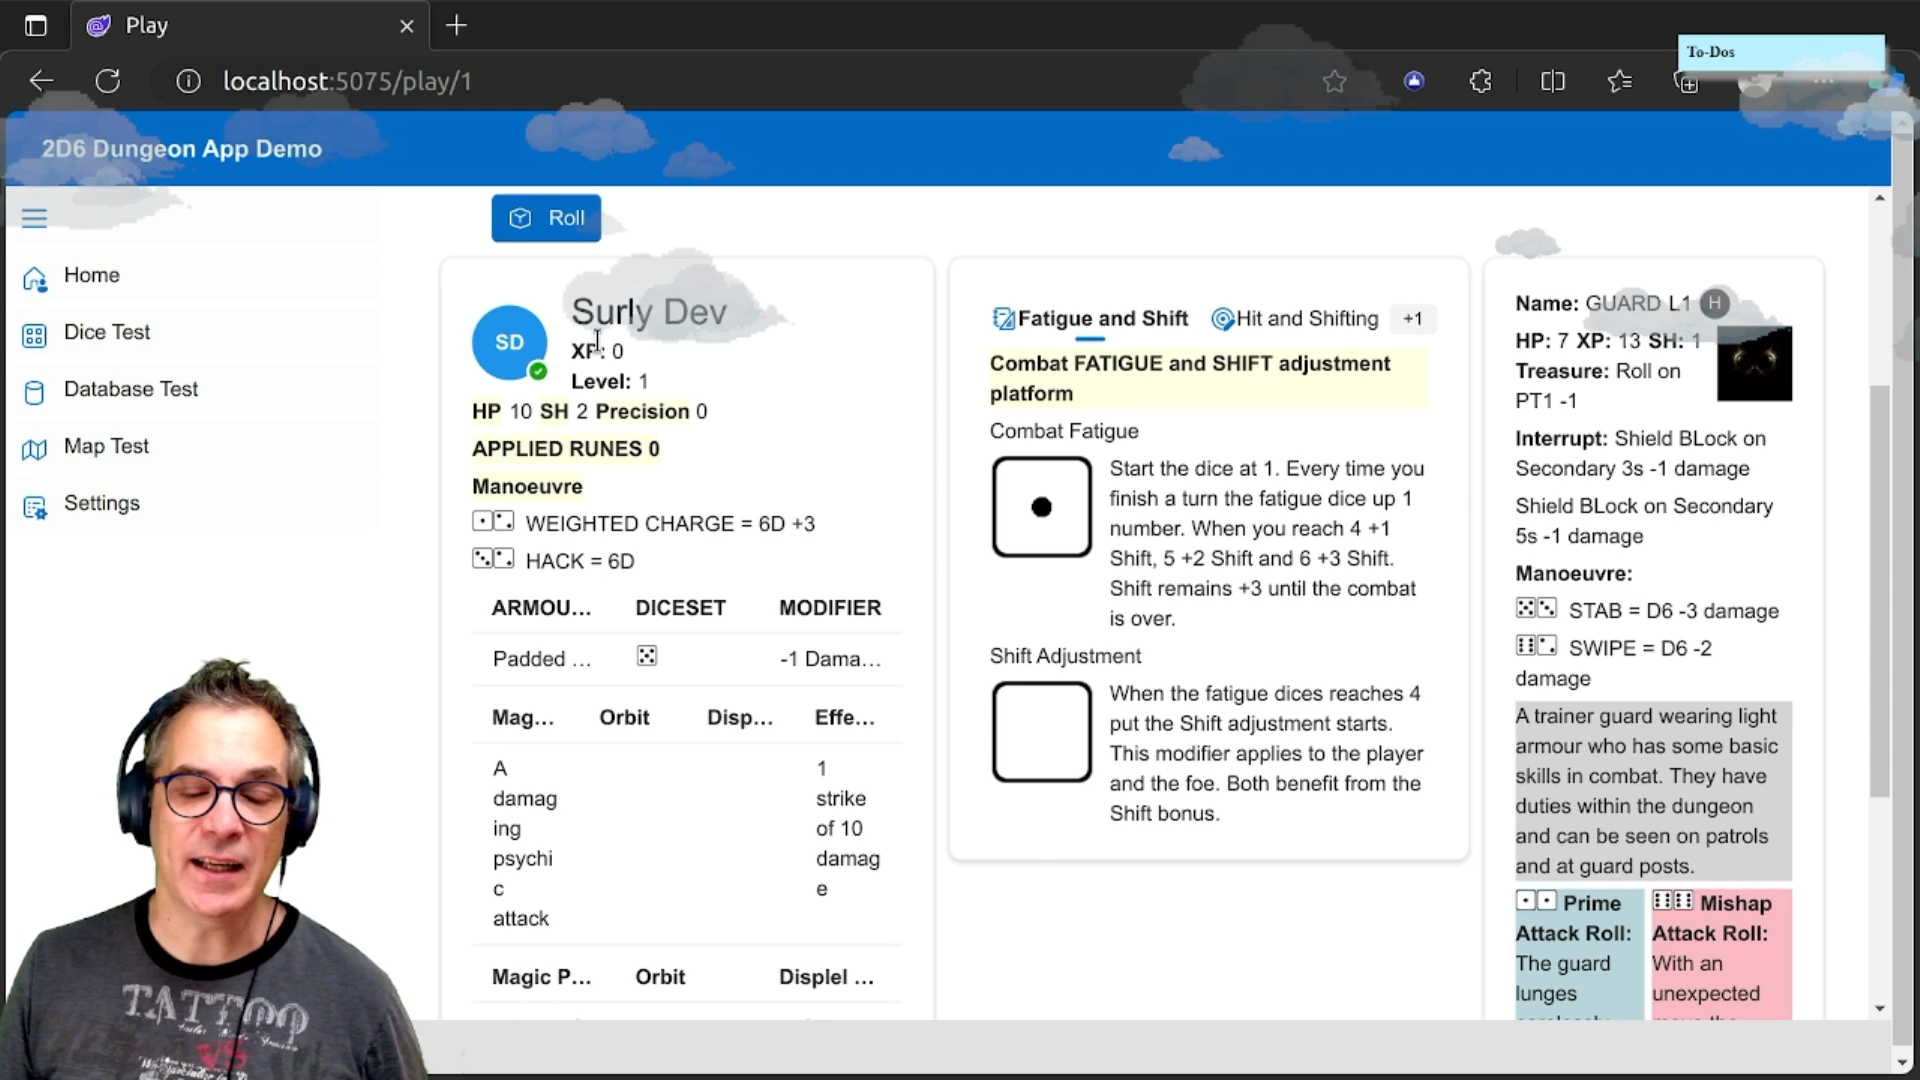 Play
To-Dos
localhost:5075/play/1
2D6 Dungeon App Demo
Roll
Home
Dice Test
Database Test
Map Test
Settings
SD
Surly Dev
XP: 0
Level: 1
HP 10 SH 2 Precision 0
APPLIED RUNES 0
Manoeuvre
WEIGHTED CHARGE = 6D +3
HACK = 6D
ARMOU... DICESET MODIFIER
Padded ... -1 Dama...
Mag... Orbit Disp... Effe...
A
damag
ing
psychi
c
attack
1
strike
of 10
damag
e
Magic P... Orbit Displel ...
Fatigue and Shift Hit and Shifting +1
Combat FATIGUE and SHIFT adjustment
platform
Combat Fatigue
Start the dice at 1. Every time you
finish a turn the fatigue dice up 1
number. When you reach 4 +1
Shift, 5 +2 Shift and 6 +3 Shift.
Shift remains +3 until the combat
is over.
Shift Adjustment
When the fatigue dices reaches 4
put the Shift adjustment starts.
This modifier applies to the player
and the foe. Both benefit from the
Shift bonus.
Name: GUARD L1 H
HP: 7 XP: 13 SH: 1
Treasure: Roll on
PT1 -1
Interrupt: Shield BLock on
Secondary 3s -1 damage
Shield BLock on Secondary
5s -1 damage
Manoeuvre:
STAB = D6 -3 damage
SWIPE = D6 -2
damage
A trainer guard wearing light
armour who has some basic
skills in combat. They have
duties within the dungeon
and can be seen on patrols
and at guard posts.
Prime
Attack Roll:
The guard
lunges
Mishap
Attack Roll:
With an
unexpected
TATTOO
VS